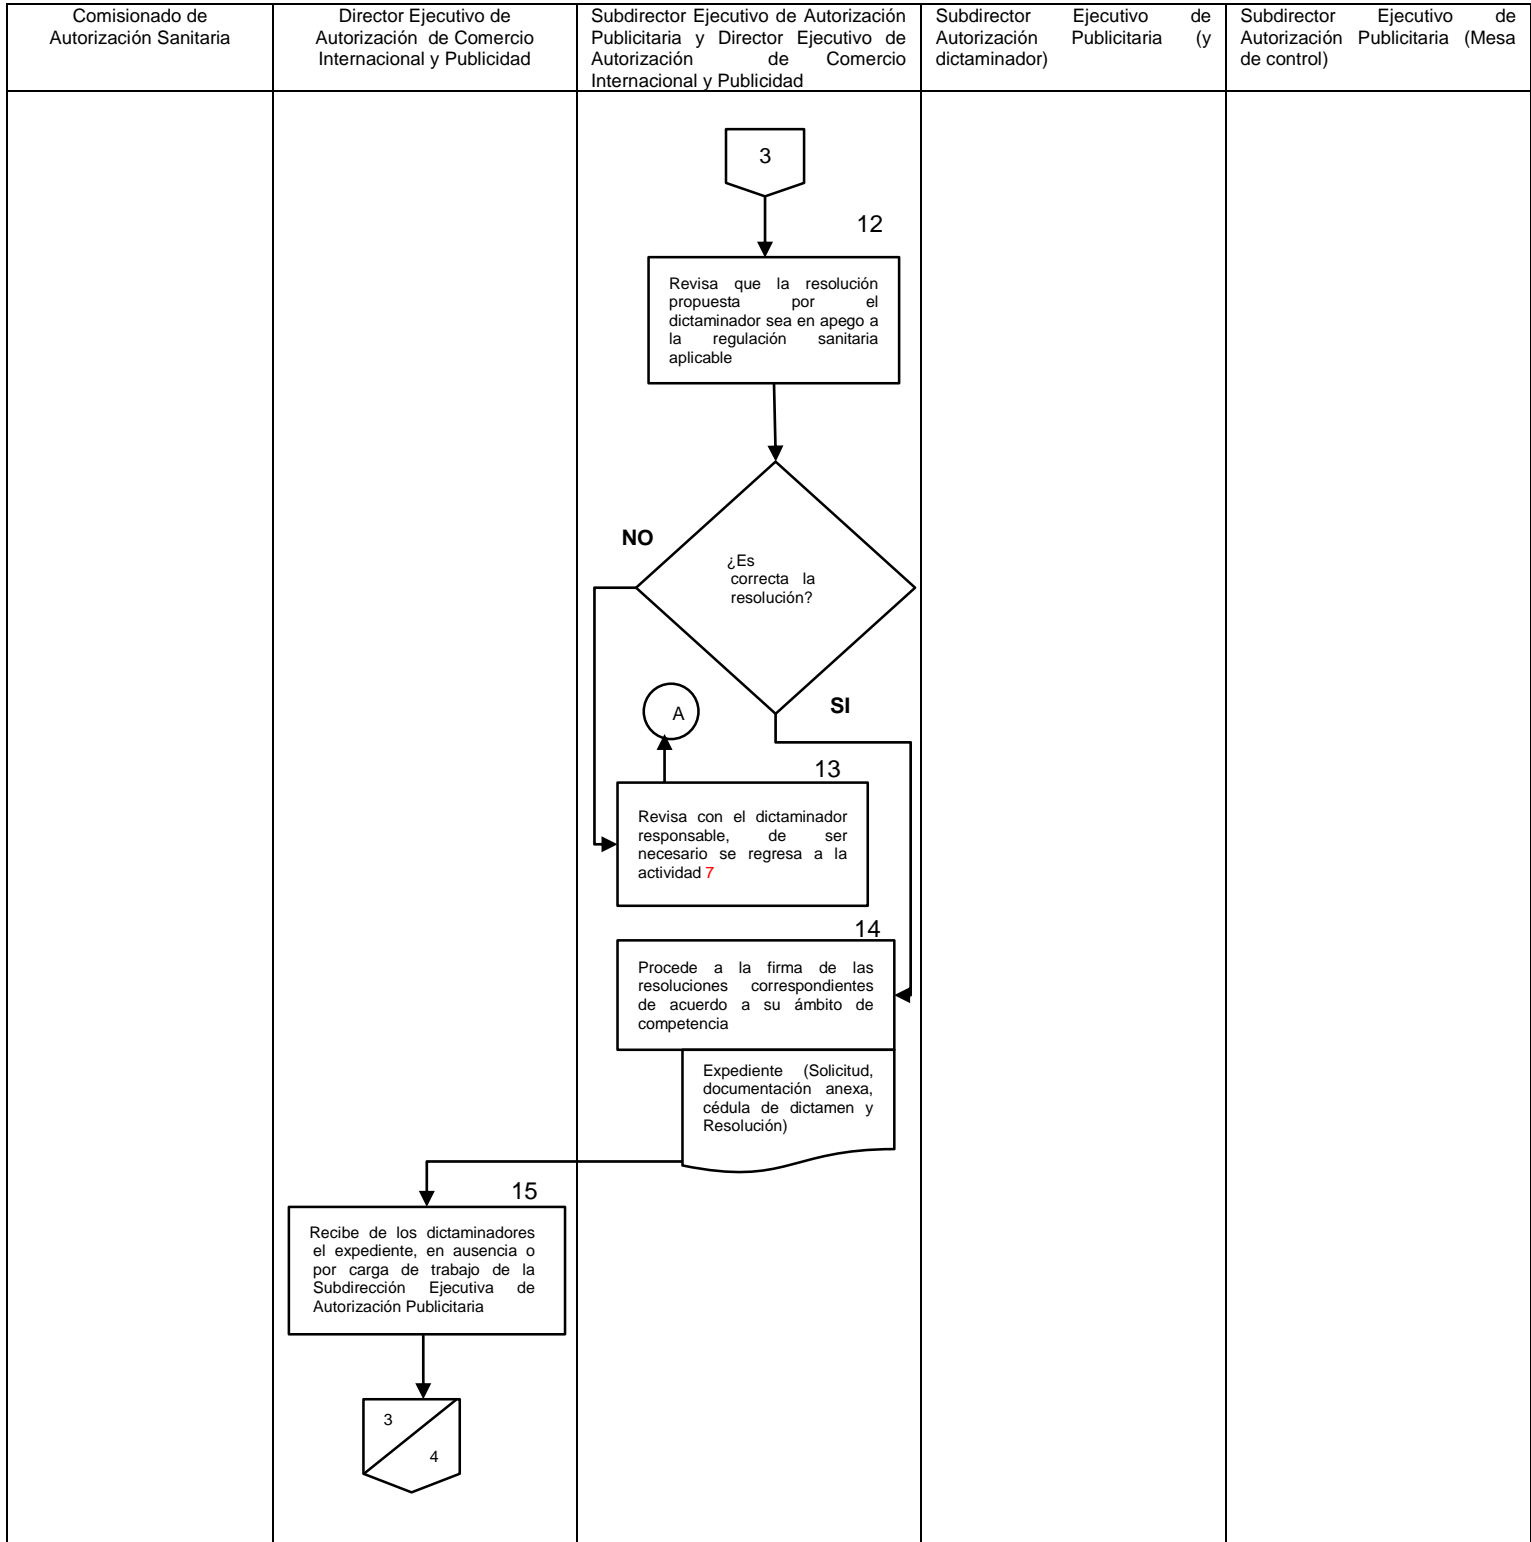 Comisionado de
Autorización Sanitaria
Director Ejecutivo de
Autorización de Comercio
Internacional y Publicidad
Subdirector Ejecutivo de Autorización
Publicitaria y Director Ejecutivo de
Autorización de Comercio
Internacional y Publicidad
Subdirector Ejecutivo de
Autorización Publicitaria (y
dictaminador)
Subdirector Ejecutivo de
Autorización Publicitaria (Mesa
de control)
3
12
Revisa que la resolución
propuesta por el
dictaminador sea en apego a
la regulación sanitaria
aplicable
NO
¿Es
correcta la
resolución?
SI
A
13
Revisa con el dictaminador
responsable, de ser
necesario se regresa a la
actividad 7
14
Procede a la firma de las
resoluciones correspondientes
de acuerdo a su ámbito de
competencia
Expediente (Solicitud,
documentación anexa,
cédula de dictamen y
Resolución)
15
Recibe de los dictaminadores
el expediente, en ausencia o
por carga de trabajo de la
Subdirección Ejecutiva de
Autorización Publicitaria
3
4